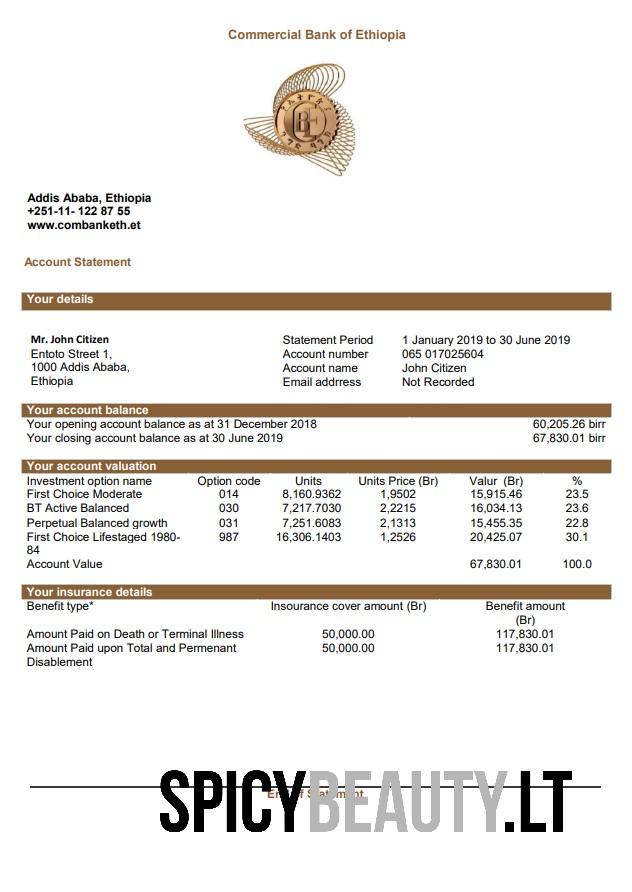 Commercial Bank of Ethiopia
Addis Ababa, Ethiopia
+251-11- 122 87 55
www.combanketh.et
Account Statement
Your details
Mr. John Citizen
Entoto Street 1,
1000 Addis Ababa,
Ethiopia
Statement Period 1 January 2019 to 30 June 2019
Account number 065 017025604
Account name John Citizen
Email adrress Not Recorded
Your account balance
Your opening account balance as at 31 December 2018 60,205.26 birr
Your closing account balance as at 30 June 2019 67,830.01 birr
Your account valuation
Investment option name Option code Units Units Price (Br) Valur (Br) %
First Choice Moderate 014 8,160.9362 1,9502 15,915.46 23.5
BT Active Balanced 030 7,217.7030 2,2215 16,034.13 23.6
Perpetual Balanced growth 031 7,251.6083 2,1313 15,455.35 22.8
First Choice Lifestaged 1980- 987 16,306.1403 1,2526 20,425.07 30.1
84
Account Value 67,830.01 100.0
Your insurance details
Benefit type* Insourance cover amount (Br) Benefit amount
(Br)
Amount Paid on Death or Terminal Illness 50,000.00 117,830.01
Amount Paid upon Total and Permenant 50,000.00 117,830.01
Disablement
SPICYBEAUTY.LT